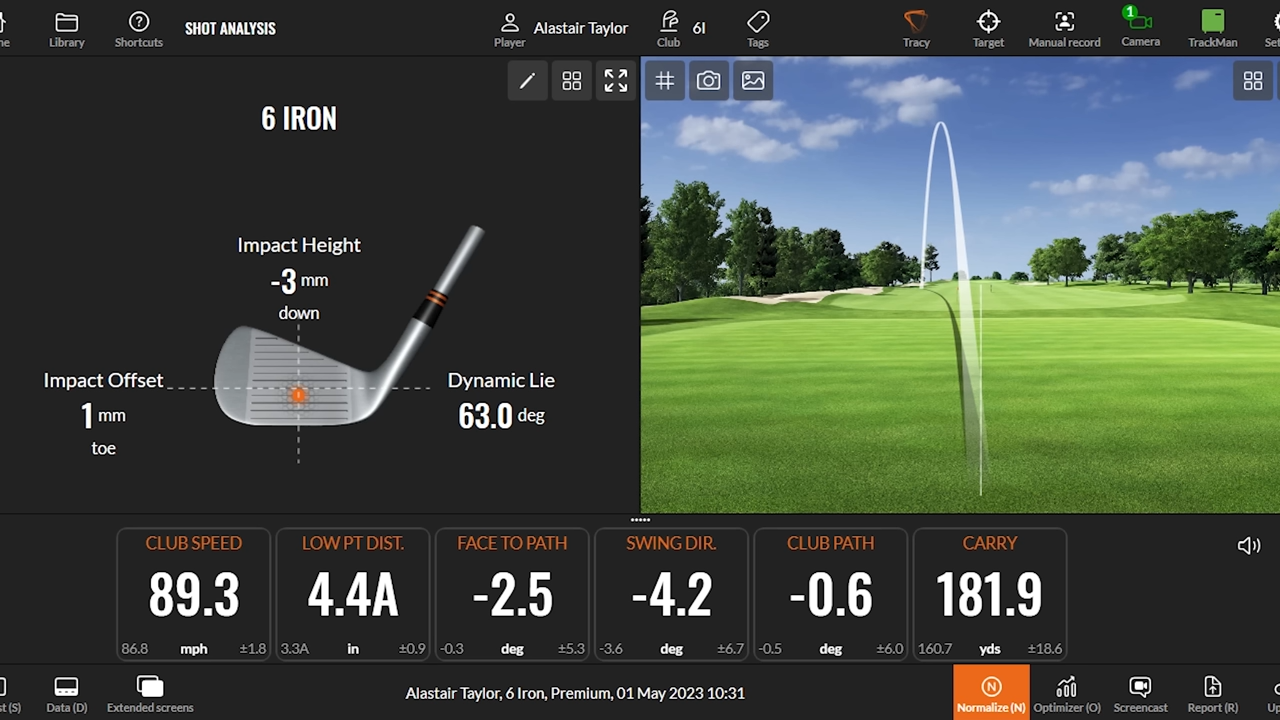 ne
Library
Shortcuts
SHOT ANALYSIS
Player
Alastair Taylor
Club
6I
Tags
Tracy
Target
Manual record
1
Camera
TrackMan
Set
6 IRON
Impact Height
-3 mm
down
Impact Offset
1 mm
toe
Dynamic Lie
63.0 deg
CLUB SPEED
89.3
86.8 mph ±1.8
LOW PT DIST.
4.4A
3.3A in ±0.9
FACE TO PATH
-2.5
-0.3 deg ±5.3
SWING DIR.
-4.2
-3.6 deg ±6.7
CLUB PATH
-0.6
-0.5 deg ±6.0
CARRY
181.9
160.7 yds ±18.6
st (S)
Data (D)
Extended screens
Alastair Taylor, 6 Iron, Premium, 01 May 2023 10:31
N
Normalize (N)
Optimizer (O)
Screencast
Report (R)
Up